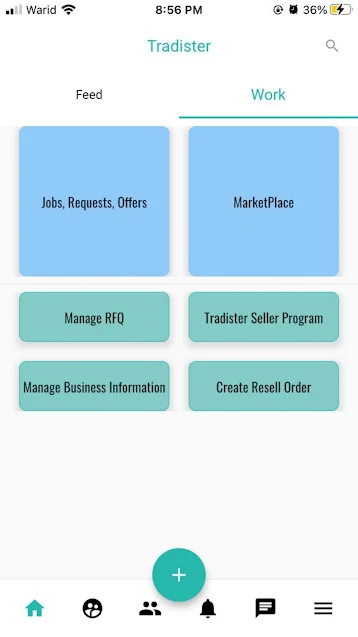 Warid
8:56 PM
36%
Tradister
Feed
Work
Jobs, Requests, Offers
MarketPlace
Manage RFQ
Tradister Seller Program
Manage Business Information
Create Resell Order